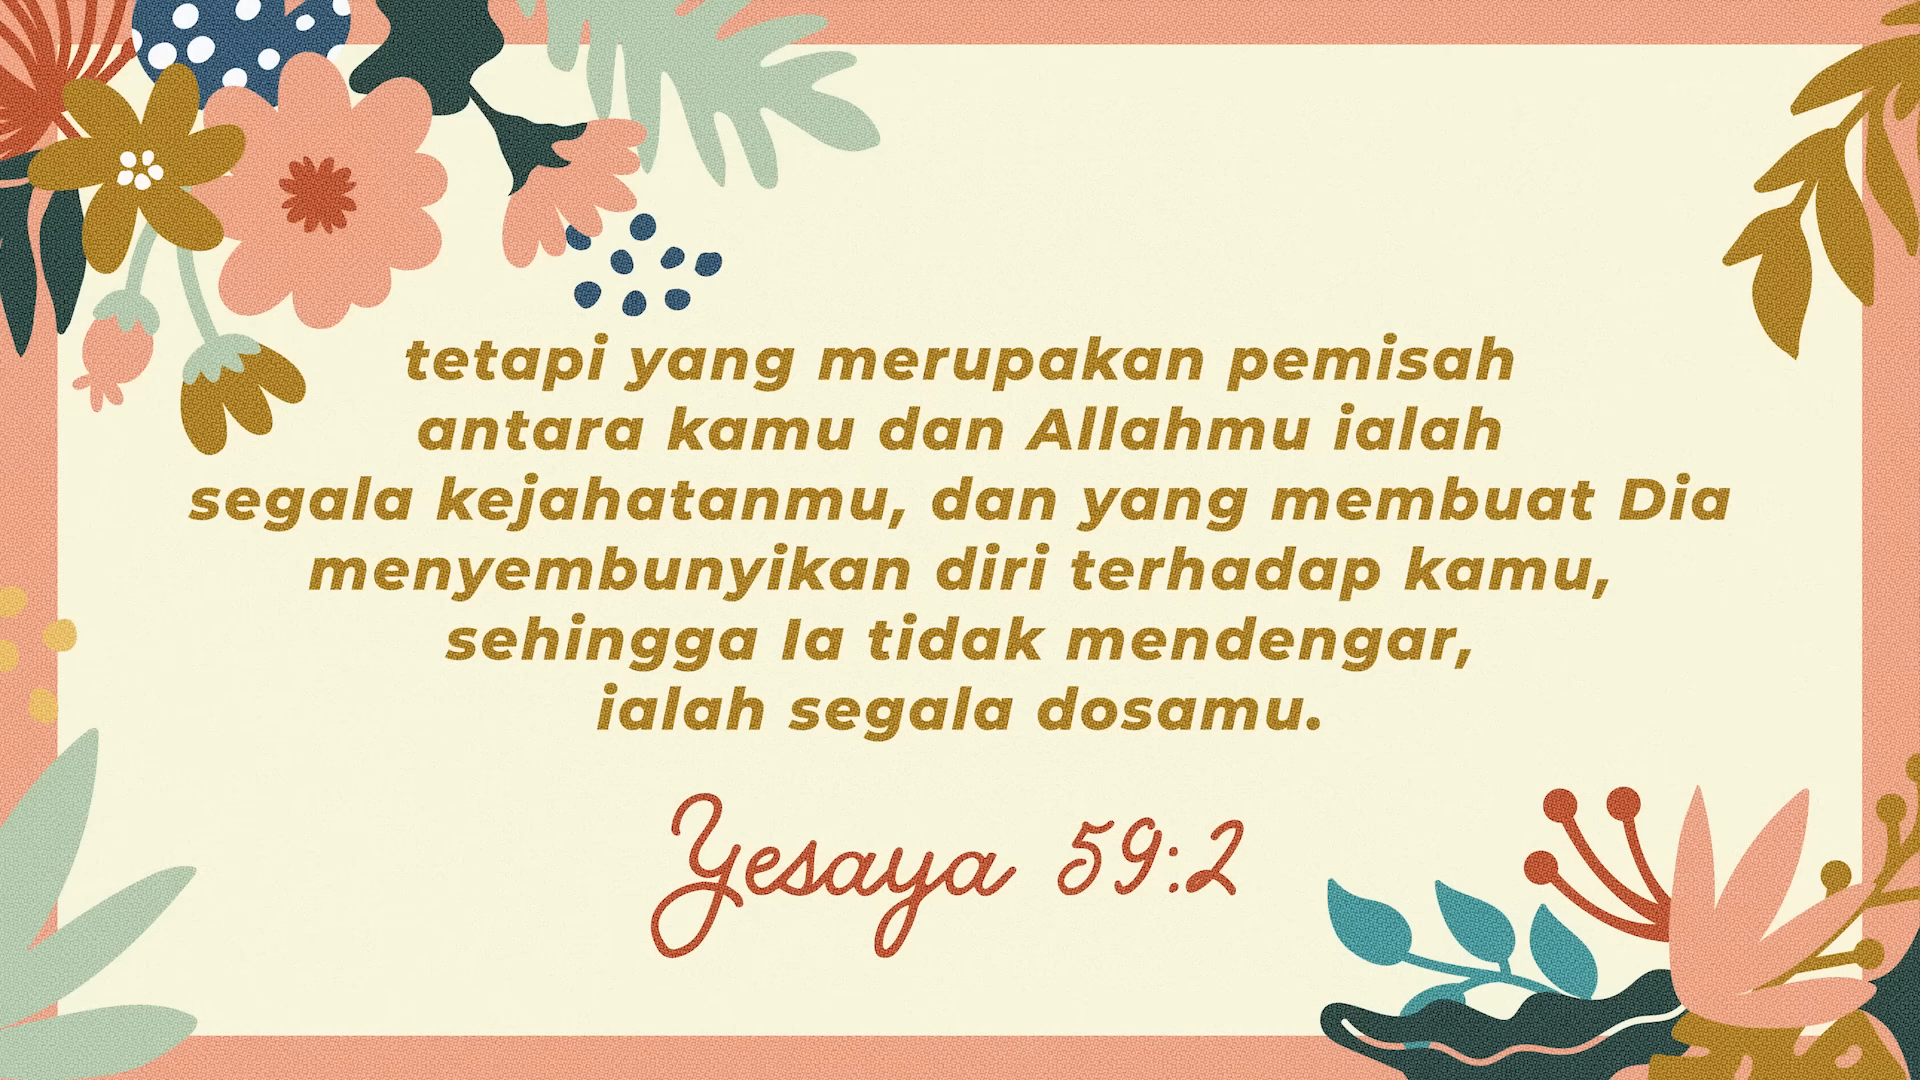 tetapi yang merupakan pemisah
antara kamu dan Allahmu ialah
segala kejahatanmu, dan yang membuat Dia
menyembunyikan diri terhadap kamu,
sehingga Ia tidak mendengar,
ialah segala dosamu.
Yesaya 59:2